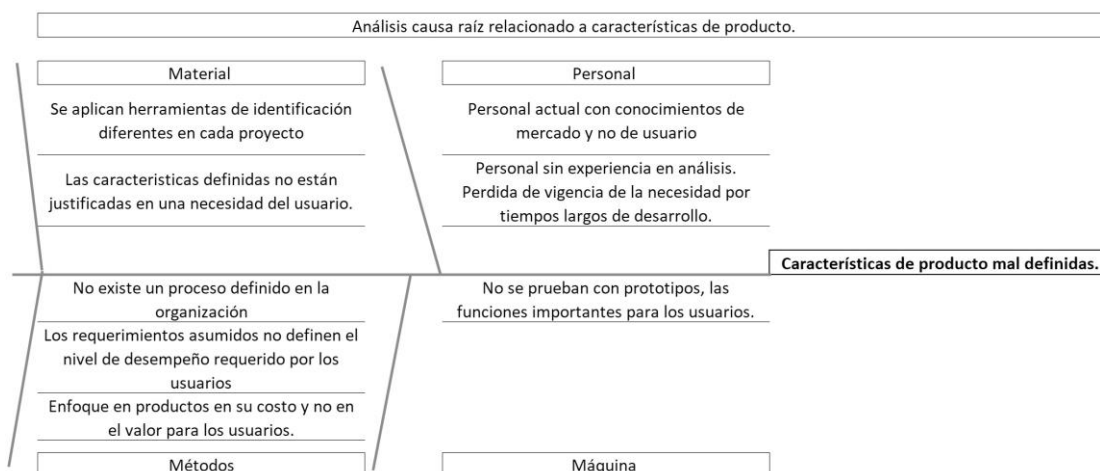 Análisis causa raíz relacionado a características de producto.
Material
Se aplican herramientas de identificación
diferentes en cada proyecto
Las caracteristicas definidas no están
justificadas en una necesidad del usuario.
Personal
Personal actual con conocimientos de
mercado y no de usuario
Personal sin experiencia en análisis.
Perdida de vigencia de la necesidad por
tiempos largos de desarrollo.
Características de producto mal definidas.
No existe un proceso definido en la
organización
Los requerimientos asumidos no definen el
nivel de desempeño requerido por los
usuarios
Enfoque en productos en su costo y no en
el valor para los usuarios.
Métodos
No se prueban con prototipos, las
funciones importantes para los usuarios.
Máquina